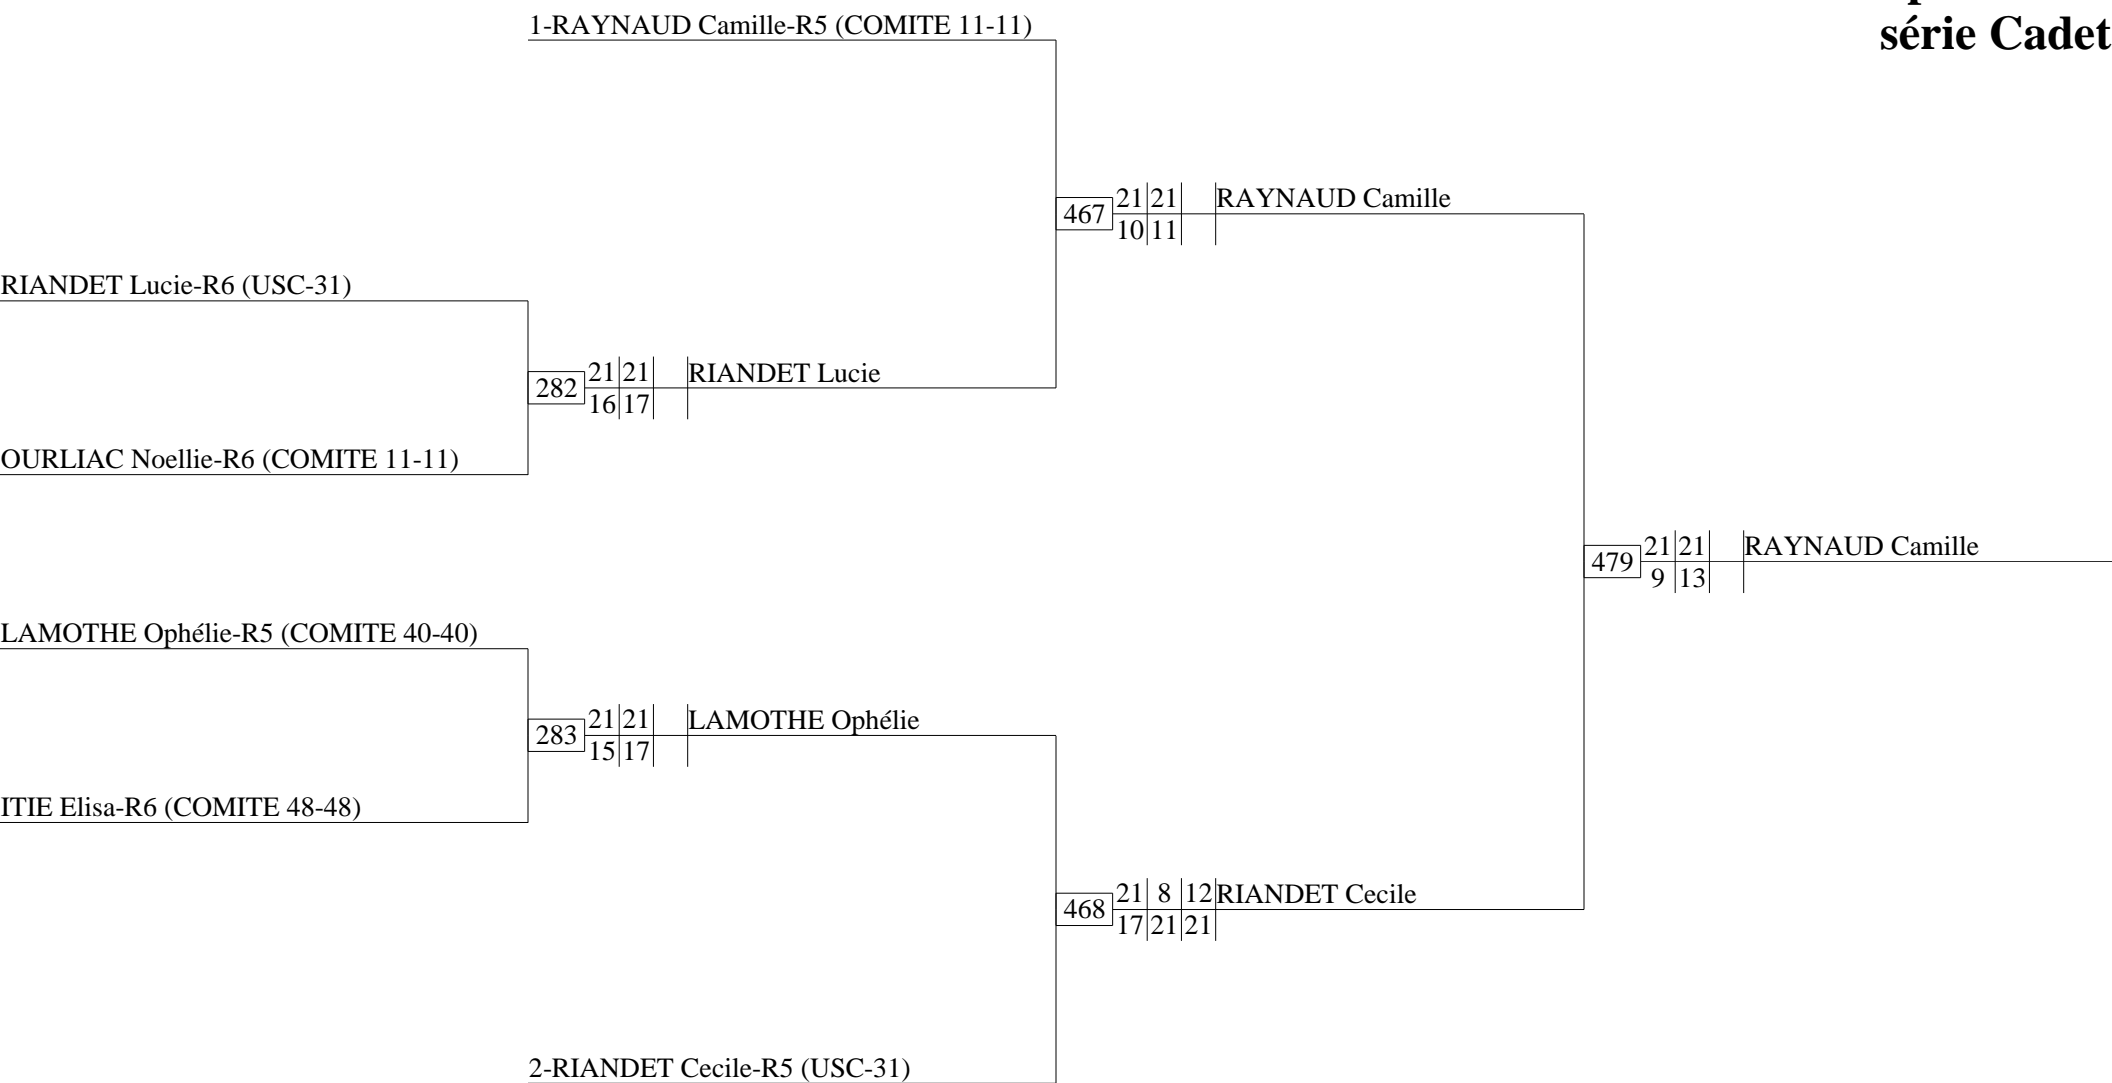 série Cadet
1-RAYNAUD Camille-R5 (COMITE 11-11)
467 21 21 RAYNAUD Camille
10 11
RIANDET Lucie-R6 (USC-31)
282 21 21 RIANDET Lucie
16 17
OURLIAC Noellie-R6 (COMITE 11-11)
479 21 21 RAYNAUD Camille
9 13
LAMOTHE Ophélie-R5 (COMITE 40-40)
283 21 21 LAMOTHE Ophélie
15 17
ITIE Elisa-R6 (COMITE 48-48)
468 21 8 12 RIANDET Cecile
17 21 21
2-RIANDET Cecile-R5 (USC-31)